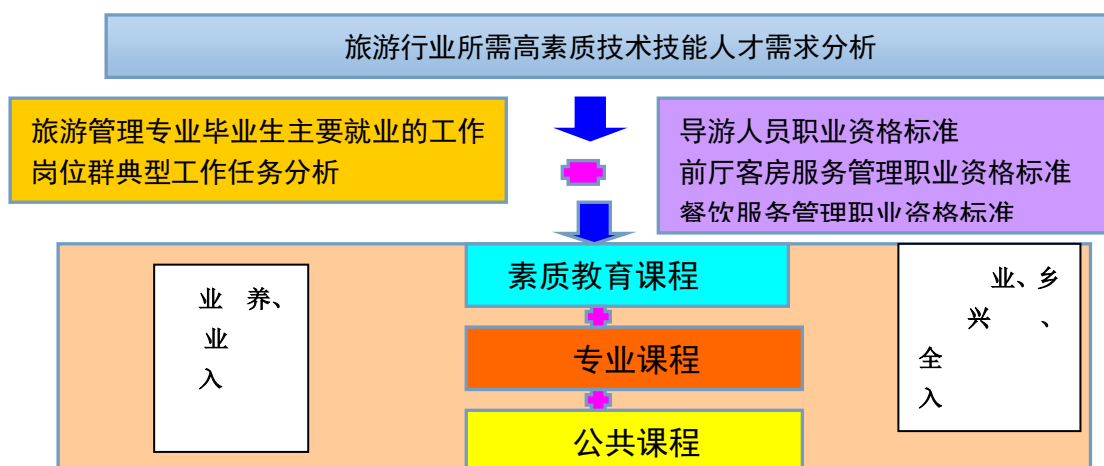 旅游行业所需高素质技术技能人才需求分析
旅游管理专业毕业生主要就业的工作
岗位群典型工作任务分析
导游人员职业资格标准
前厅客房服务管理职业资格标准
餐饮服务管理职业资格标准
素质教育课程
业 养、
业
入
业、乡
兴 、
全
入
专业课程
公共课程